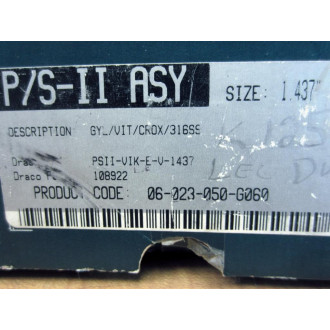 P/S-II ASY SIZE: 1.437"
DESCRIPTION GYL/VIT/CROX/316SS
PSII-VIK-E-V-1437
Draco 108922
PRODUCT CODE: 06-023-050-G060